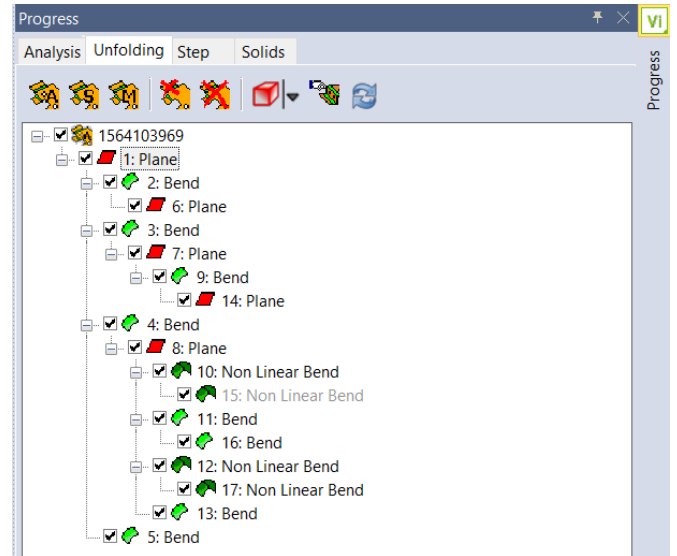 Progress
Vi
Analysis Unfolding Step Solids
Progress
A S M
1564103969
1: Plane
2: Bend
6: Plane
3: Bend
7: Plane
9: Bend
14: Plane
4: Bend
8: Plane
10: Non Linear Bend
15: Non Linear Bend
11: Bend
16: Bend
12: Non Linear Bend
17: Non Linear Bend
13: Bend
5: Bend